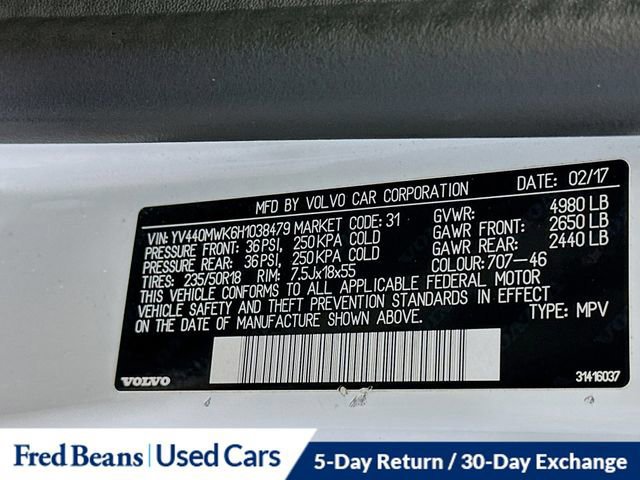 MFD BY VOLVO CAR CORPORATION DATE: 02/17
VIN: YV440MWK6H1038479 MARKET CODE: 31 GVWR: 4980 LB
PRESSURE FRONT: 36 PSI, 250 KPA COLD GAWR FRONT: 2650 LB
PRESSURE REAR: 36 PSI, 250 KPA COLD GAWR REAR: 2440 LB
TIRES: 235/50R18 RIM: 7.5Jx18x55 COLOUR: 707-46
THIS VEHICLE CONFORMS TO ALL APPLICABLE FEDERAL MOTOR
VEHICLE SAFETY AND THEFT PREVENTION STANDARDS IN EFFECT
ON THE DATE OF MANUFACTURE SHOWN ABOVE. TYPE: MPV
VOLVO 31416037
Fred Beans | Used Cars 5-Day Return / 30-Day Exchange